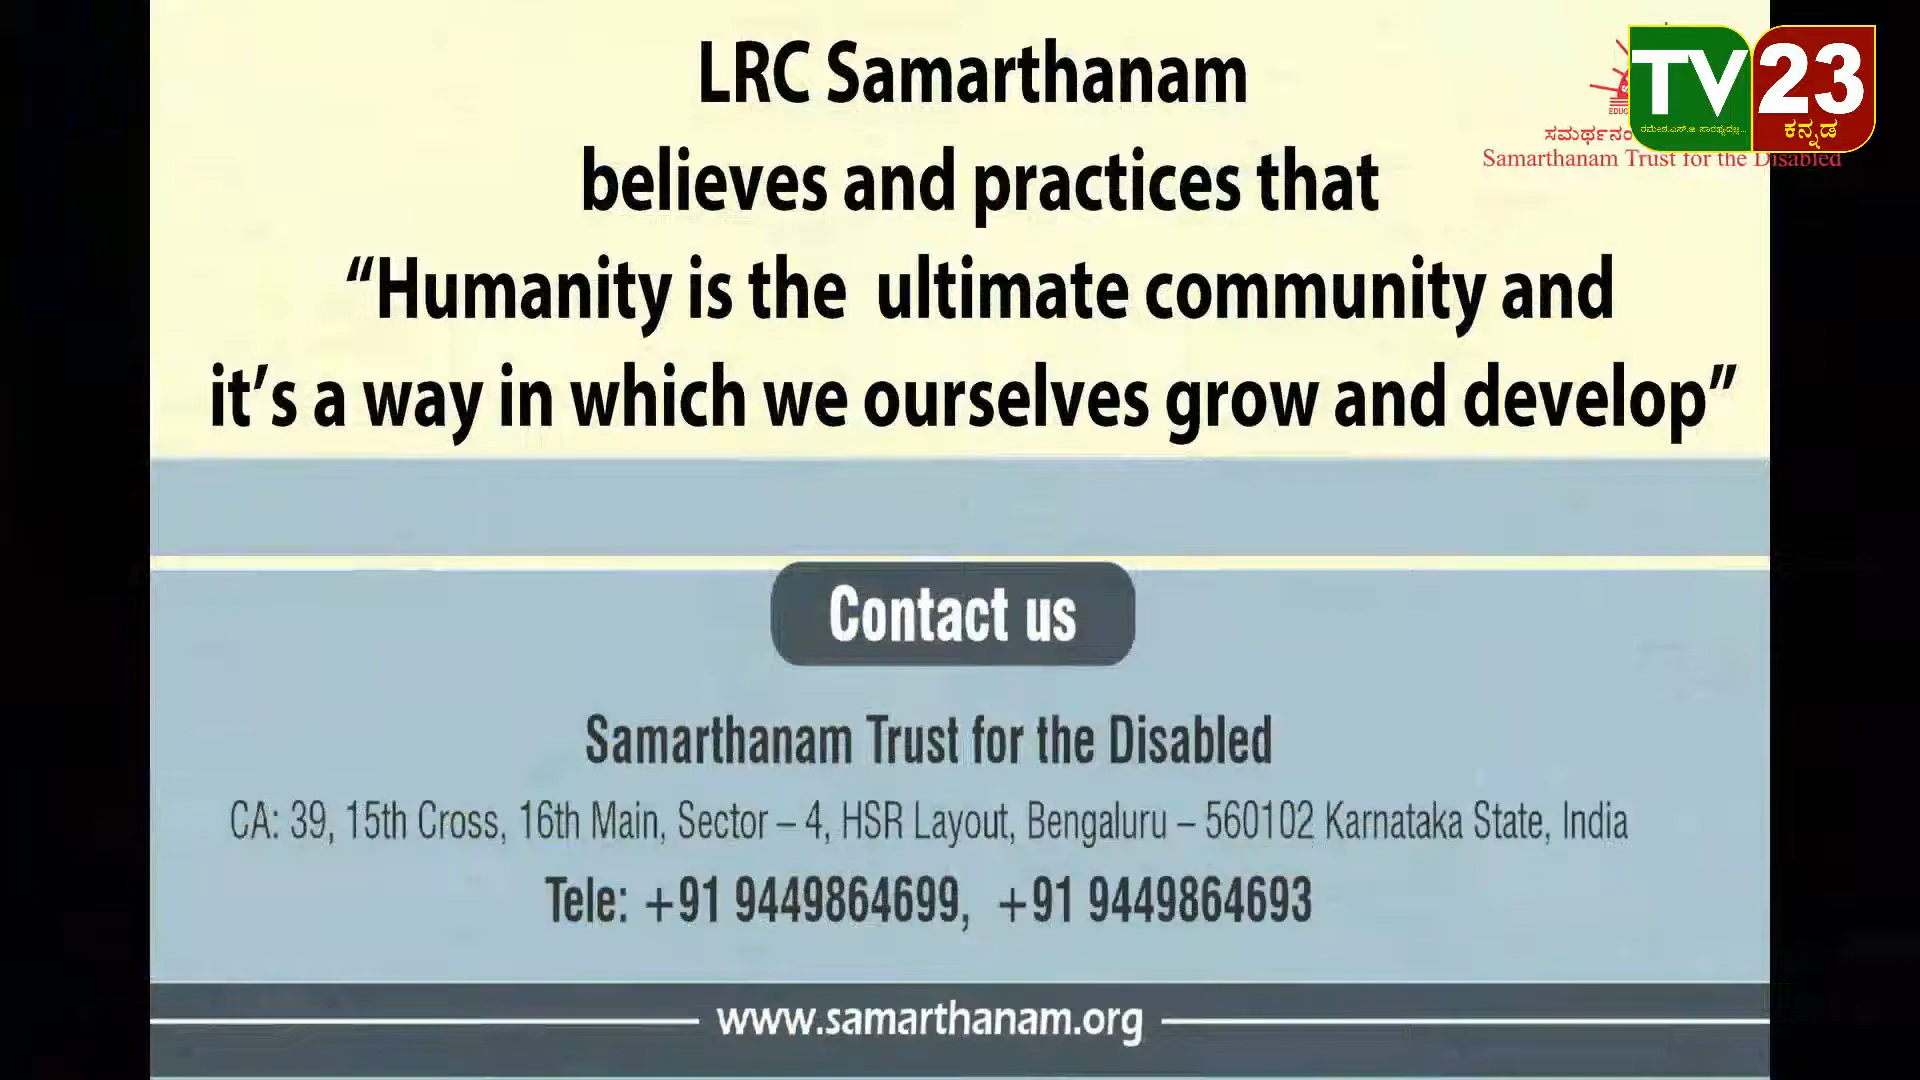 LRC Samarthanam
believes and practices that
“Humanity is the ultimate community and
it’s a way in which we ourselves grow and develop”
TV23
ಕನ್ನಡ
ಸಮರ್ಥನಂ
Samarthanam Trust for the Disabled
Contact us
Samarthanam Trust for the Disabled
CA: 39, 15th Cross, 16th Main, Sector – 4, HSR Layout, Bengaluru – 560102 Karnataka State, India
Tele: +91 9449864699, +91 9449864693
www.samarthanam.org